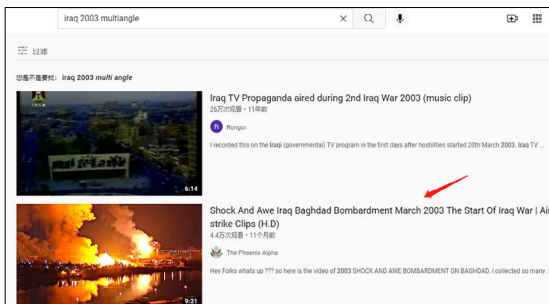 iraq 2003 multiangle
过滤
您是不是要找： iraq 2003 multi angle
Iraq TV Propaganda aired during 2nd Iraq War 2003 (music clip)
26万次观看 • 11年前
R Rongor
I recorded this on the Iraqi (governmental) TV program in the first days after hostilities started 20th March 2003. Iraq TV ...
6:14
Shock And Awe Iraq Baghdad Bombardment March 2003 The Start Of Iraq War | Air
strike Clips (H.D)
4.4万次观看 • 11个月前
The Phoenix Alpha
Hey Folks whats up ??? so here is the video of 2003 SHOCK AND AWE BOMBARDMENT ON BAGHDAD. I collected so many
9:31